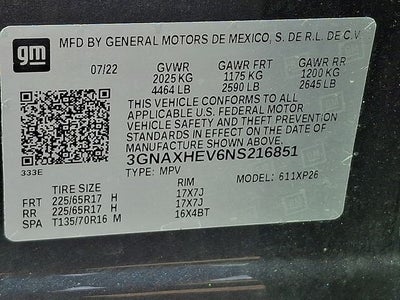 gm MFD BY GENERAL MOTORS DE MEXICO, S. DE R.L. DE C.V.
07/22 GVWR GAWR FRT GAWR RR
2025 KG 1175 KG 1200 KG
4464 LB 2590 LB 2645 LB
THIS VEHICLE CONFORMS TO ALL
APPLICABLE U.S. FEDERAL MOTOR
VEHICLE SAFETY AND THEFT PREVENTION
STANDARDS IN EFFECT ON THE DATE OF
MANUFACTURE SHOWN ABOVE.
3GNAXHEV6NS216851
333E TYPE: MPV MODEL: 611XP26
TIRE SIZE RIM
FRT 225/65R17 H 17X7J
RR 225/65R17 H 17X7J
SPA T135/70R16 M 16X4BT